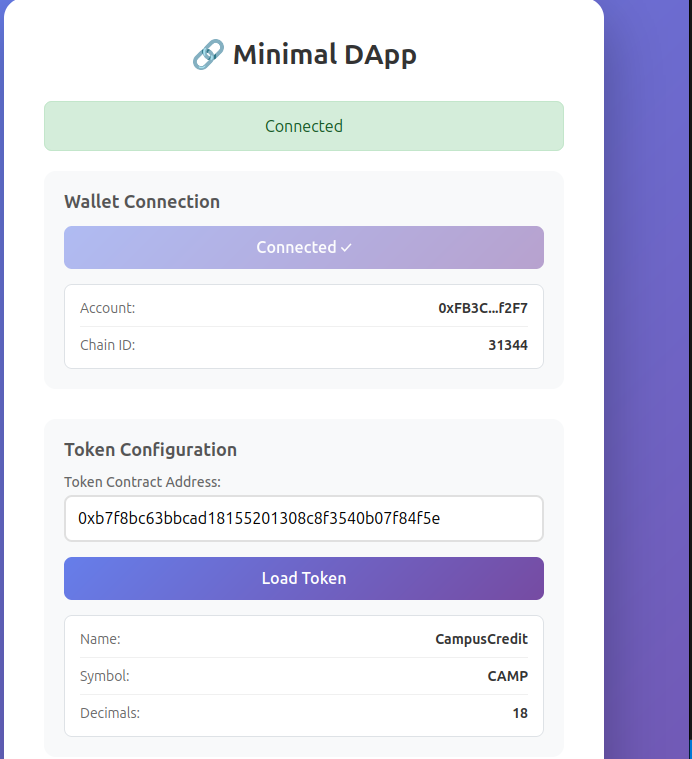 🔗 Minimal DApp
Connected
Wallet Connection
Connected ✓
Account: 0xFB3C...f2F7
Chain ID: 31344
Token Configuration
Token Contract Address:
0xb7f8bc63bbcad18155201308c8f3540b07f84f5e
Load Token
Name: CampusCredit
Symbol: CAMP
Decimals: 18